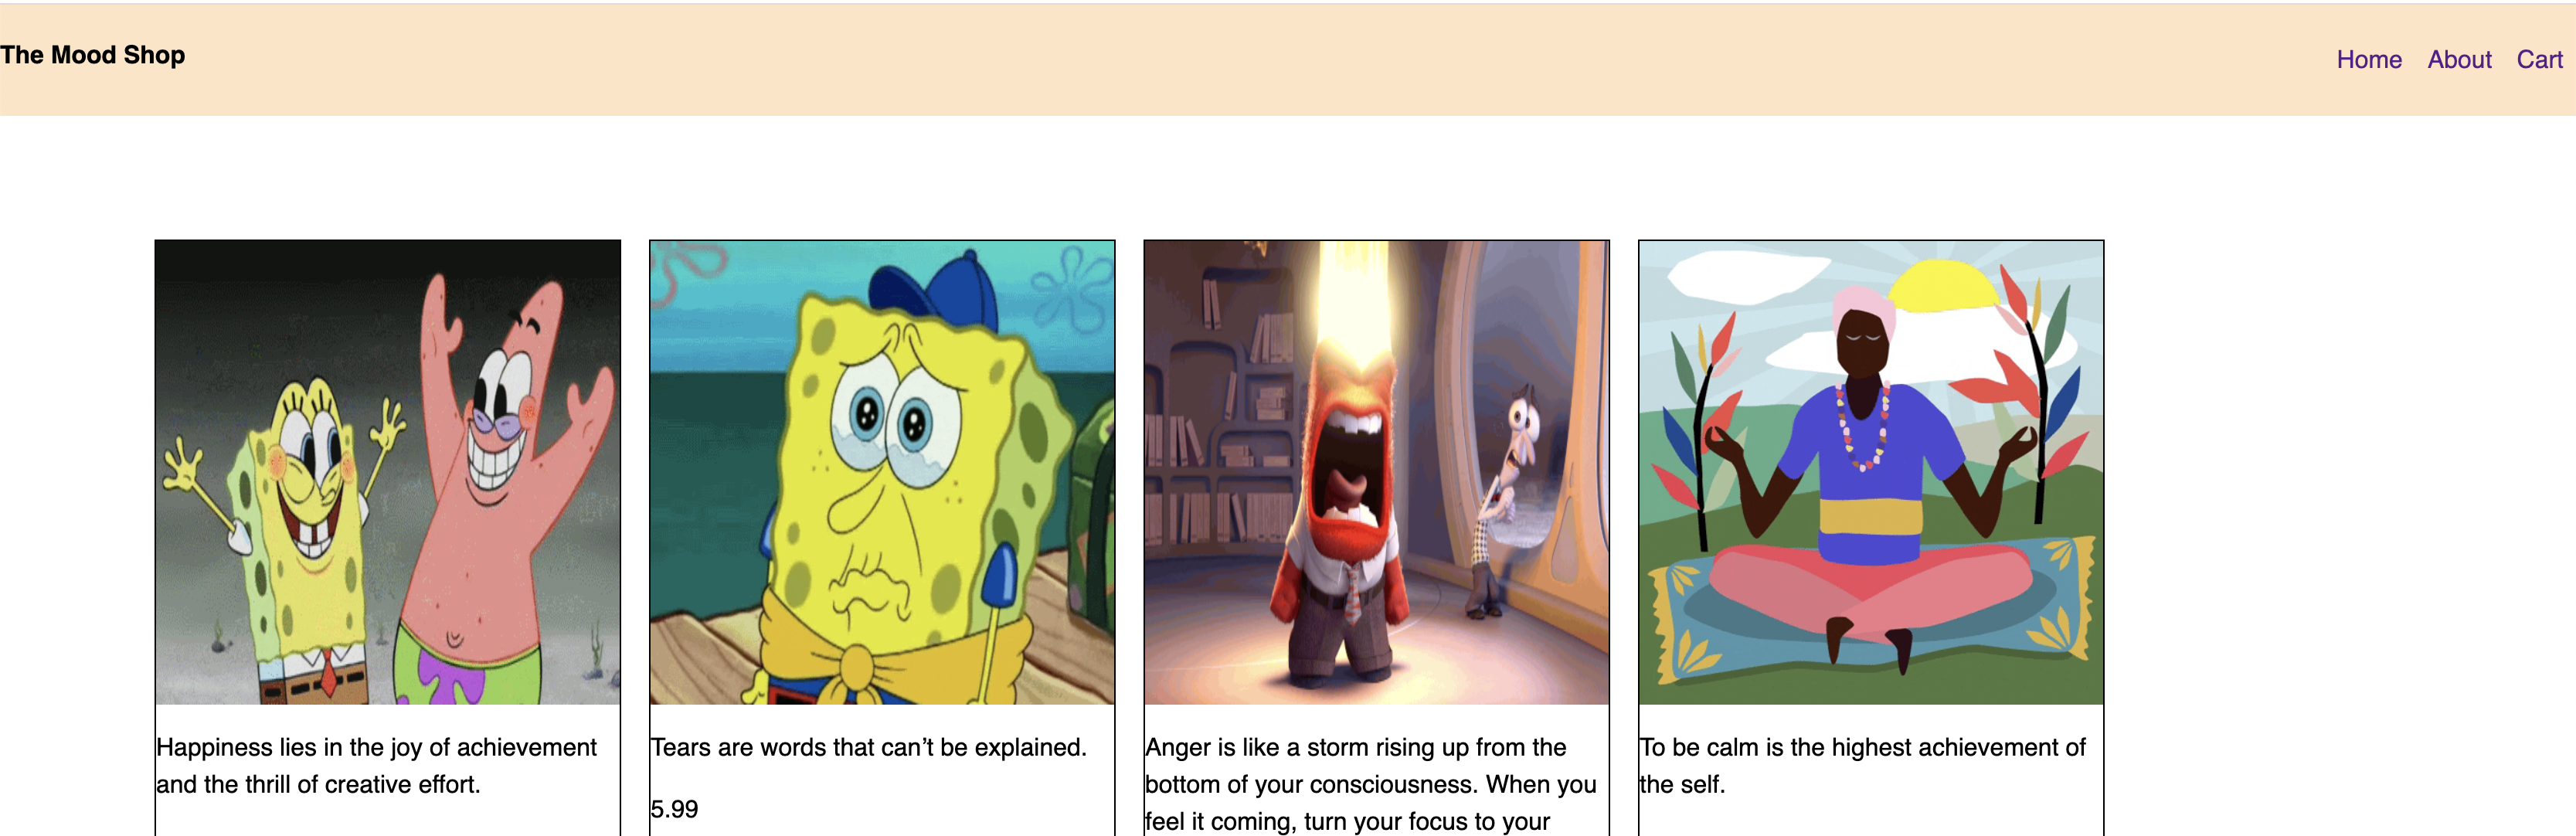 The Mood Shop
Home About Cart
Happiness lies in the joy of achievement
and the thrill of creative effort.
Tears are words that can’t be explained.
5.99
Anger is like a storm rising up from the
bottom of your consciousness. When you
feel it coming, turn your focus to your
To be calm is the highest achievement of
the self.